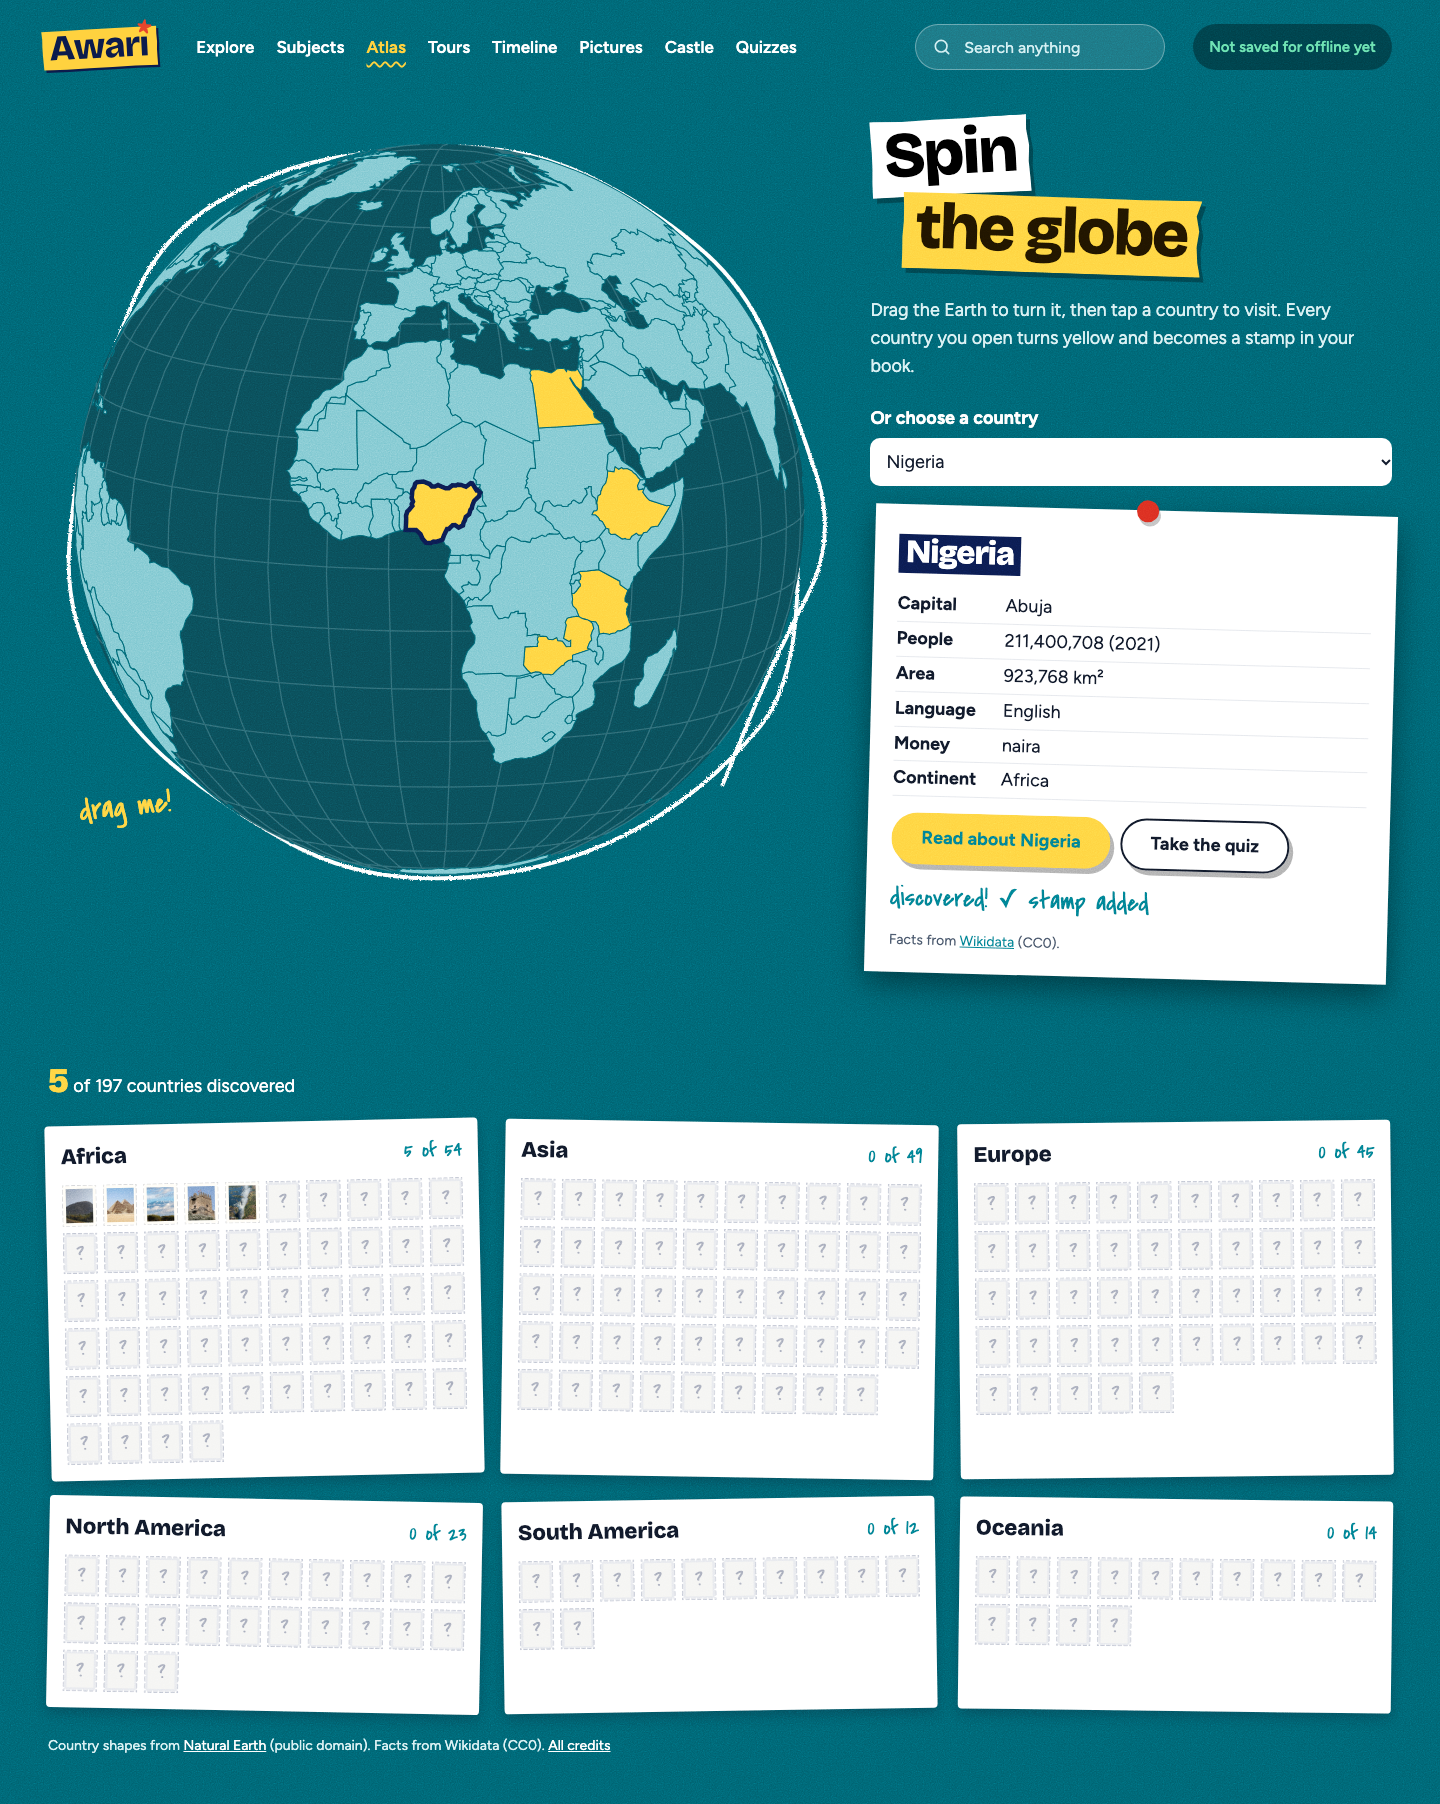 Awari
Explore Subjects Atlas Tours Timeline Pictures Castle Quizzes
Search anything
Not saved for offline yet
Spin
the globe
Drag the Earth to turn it, then tap a country to visit. Every
country you open turns yellow and becomes a stamp in your
book.
Or choose a country
Nigeria
drag me!
Nigeria
Capital Abuja
People 211,400,708 (2021)
Area 923,768 km²
Language English
Money naira
Continent Africa
Read about Nigeria Take the quiz
discovered! ✓ stamp added
Facts from Wikidata (CC0).
5 of 197 countries discovered
Africa 5 of 54
? ? ? ? ?
? ? ? ? ? ? ? ? ? ?
? ? ? ? ? ? ? ? ? ?
? ? ? ? ? ? ? ? ? ?
? ? ? ? ? ? ? ? ? ?
? ? ? ?
Asia 0 of 49
? ? ? ? ? ? ? ? ? ?
? ? ? ? ? ? ? ? ? ?
? ? ? ? ? ? ? ? ? ?
? ? ? ? ? ? ? ? ? ?
? ? ? ? ? ? ? ? ?
Europe 0 of 45
? ? ? ? ? ? ? ? ? ?
? ? ? ? ? ? ? ? ? ?
? ? ? ? ? ? ? ? ? ?
? ? ? ? ? ? ? ? ? ?
? ? ? ? ?
North America 0 of 23
? ? ? ? ? ? ? ? ? ?
? ? ? ? ? ? ? ? ? ?
? ? ?
South America 0 of 12
? ? ? ? ? ? ? ? ? ?
? ?
Oceania 0 of 14
? ? ? ? ? ? ? ? ? ?
? ? ? ?
Country shapes from Natural Earth (public domain). Facts from Wikidata (CC0). All credits